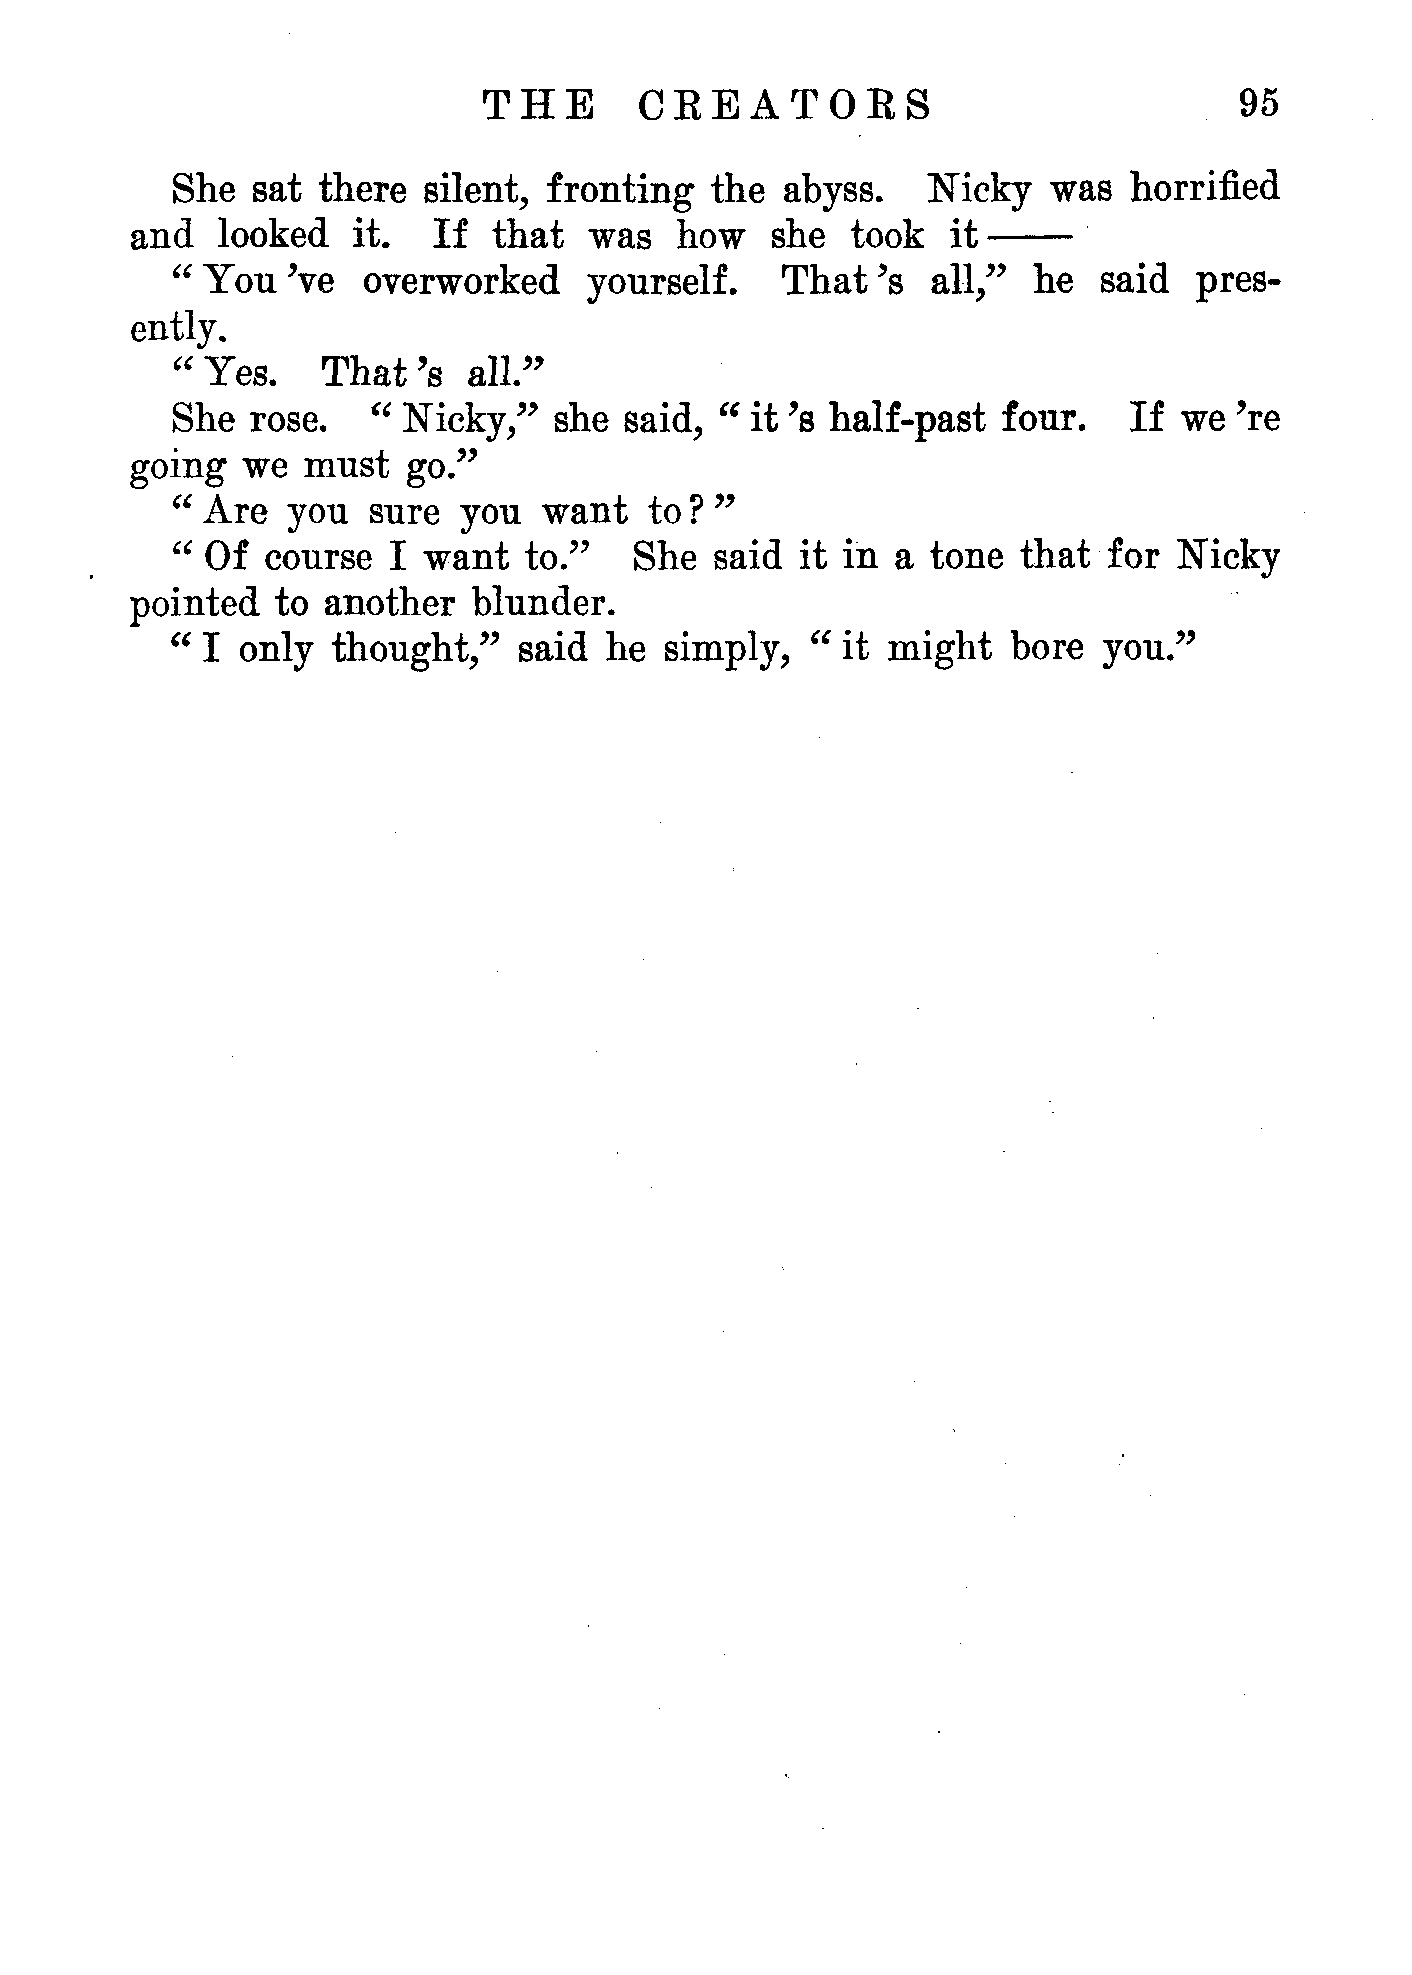 THE CREATORS 95
She sat there silent, fronting the abyss. Nicky was horrified
and looked it. If that was how she took it——
“ You 've overworked yourself. That 's all,” he said pres-
ently.
“ Yes. That 's all.”
She rose. “ Nicky,” she said, “ it 's half-past four. If we 're
going we must go.”
“ Are you sure you want to? ”
“ Of course I want to.” She said it in a tone that for Nicky
pointed to another blunder.
“ I only thought,” said he simply, “ it might bore you.”